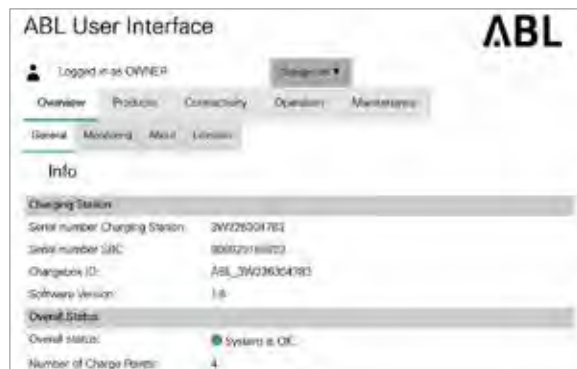 ABL User Interface
ABL
Logged in as OWNER
Overview Products Connectivity Operation Maintenance
General Monitoring About Licenses
Info
Charging Station
Serial number Charging Station:
Serial number SBC:
Chargebox ID:
Software Version: 1.6
Overall Status
Overall status: System is OK.
Number of Charge Points: 4